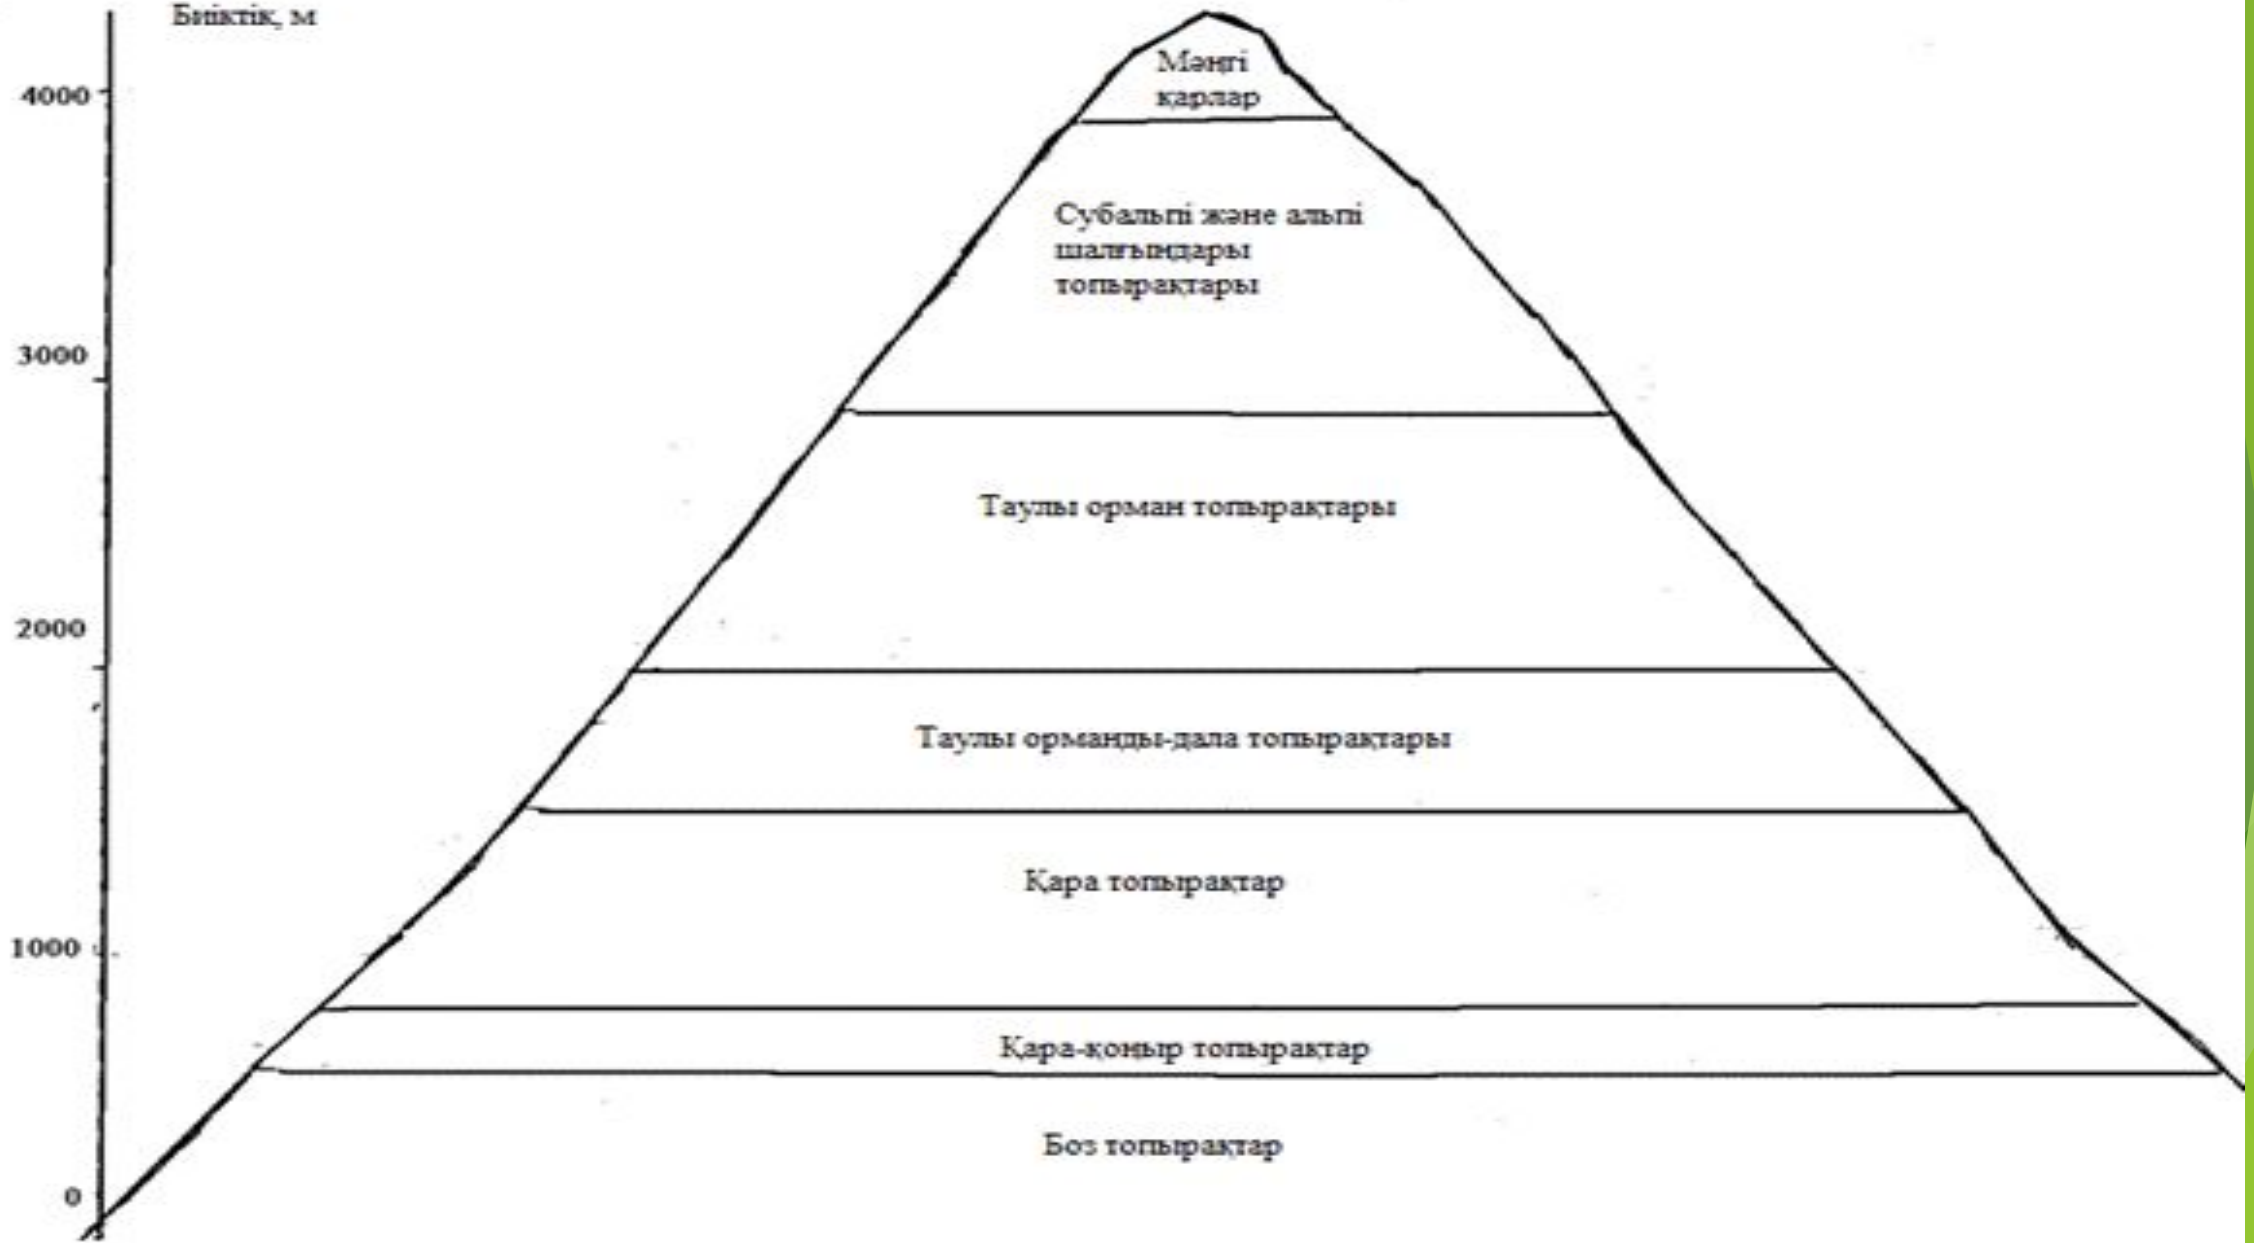 Биіктік, м
4000
3000
2000
1000
0
Мәңгі
қарлар
Субальпі және альпі
шалғындары
топырақтары
Таулы орман топырақтары
Таулы орманды-дала топырақтары
Қара топырақтар
Қара-қоңыр топырақтар
Боз топырақтар